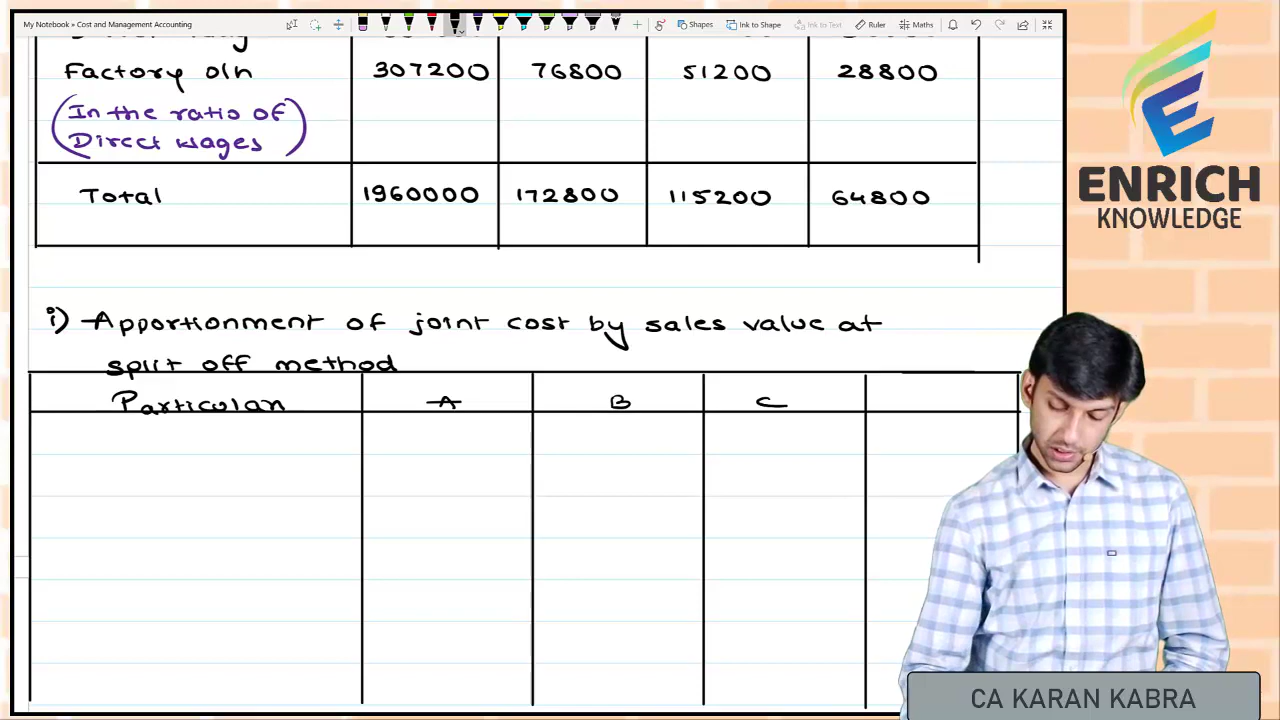 My Notebook » Cost and Management Accounting
Shapes
Ink to Shape
Ink to Text
Ruler
Maths
Factory o/h 307200 76800 51200 28800
(In the ratio of
Direct wages)
Total 1960000 172800 115200 64800
i) Apportionment of joint cost by sales value at
split off method
Particulars A B C
ENRICH
KNOWLEDGE
CA KARAN KABRA